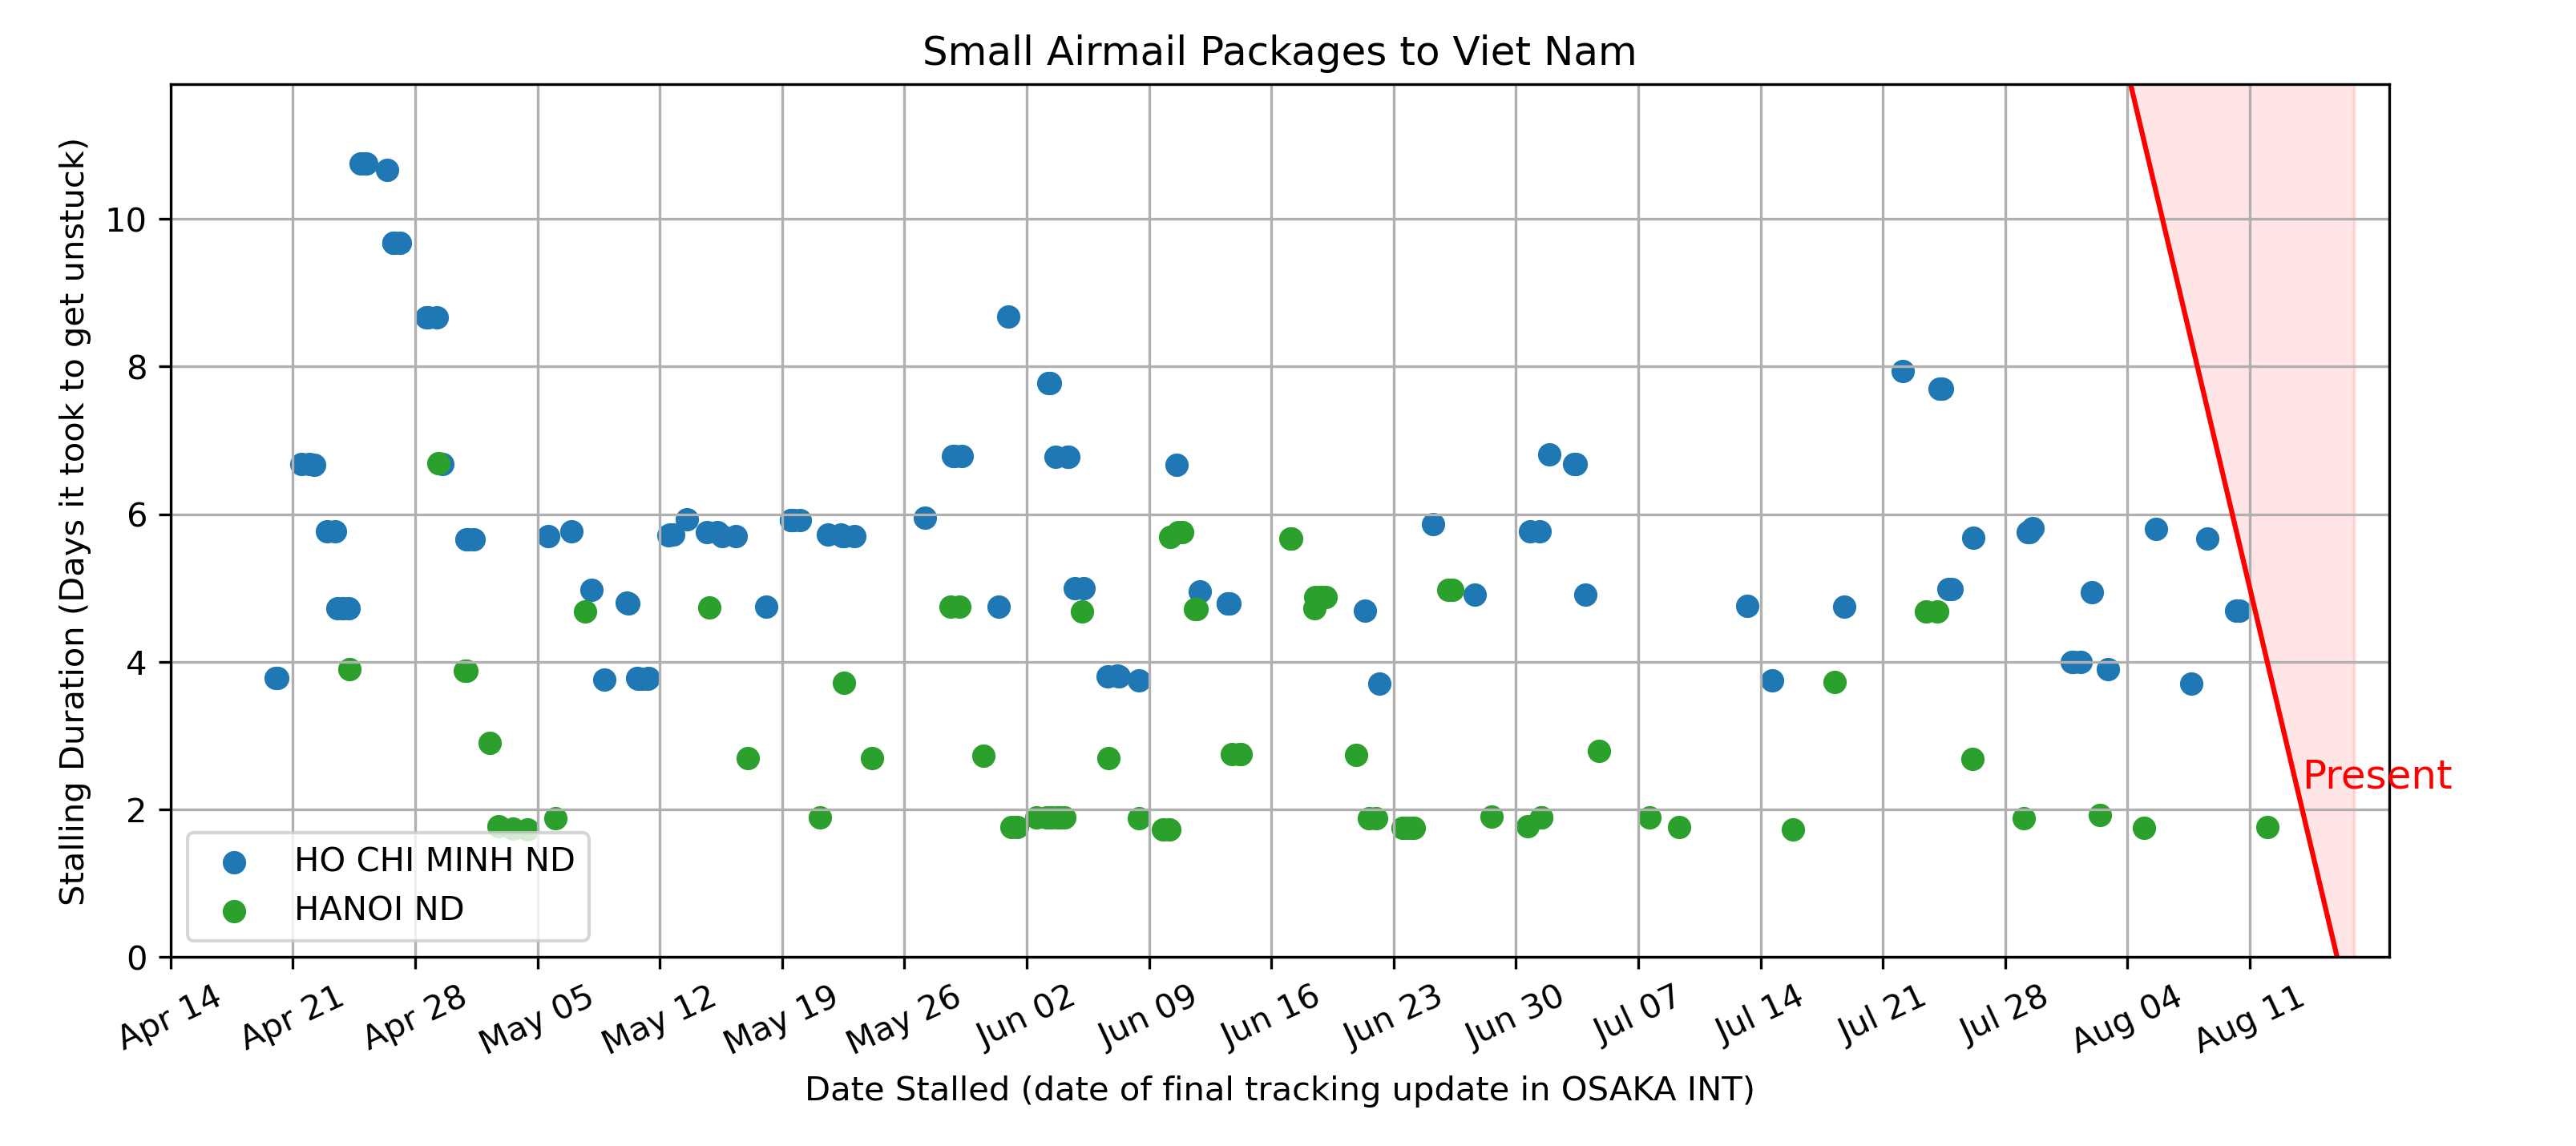 Small Airmail Packages to Viet Nam
Stalling Duration (Days it took to get unstuck)
10
8
6
4
2
0
Present
HO CHI MINH ND
HANOI ND
Apr 14
Apr 21
Apr 28
May 05
May 12
May 19
May 26
Jun 02
Jun 09
Jun 16
Jun 23
Jun 30
Jul 07
Jul 14
Jul 21
Jul 28
Aug 04
Aug 11
Date Stalled (date of final tracking update in OSAKA INT)